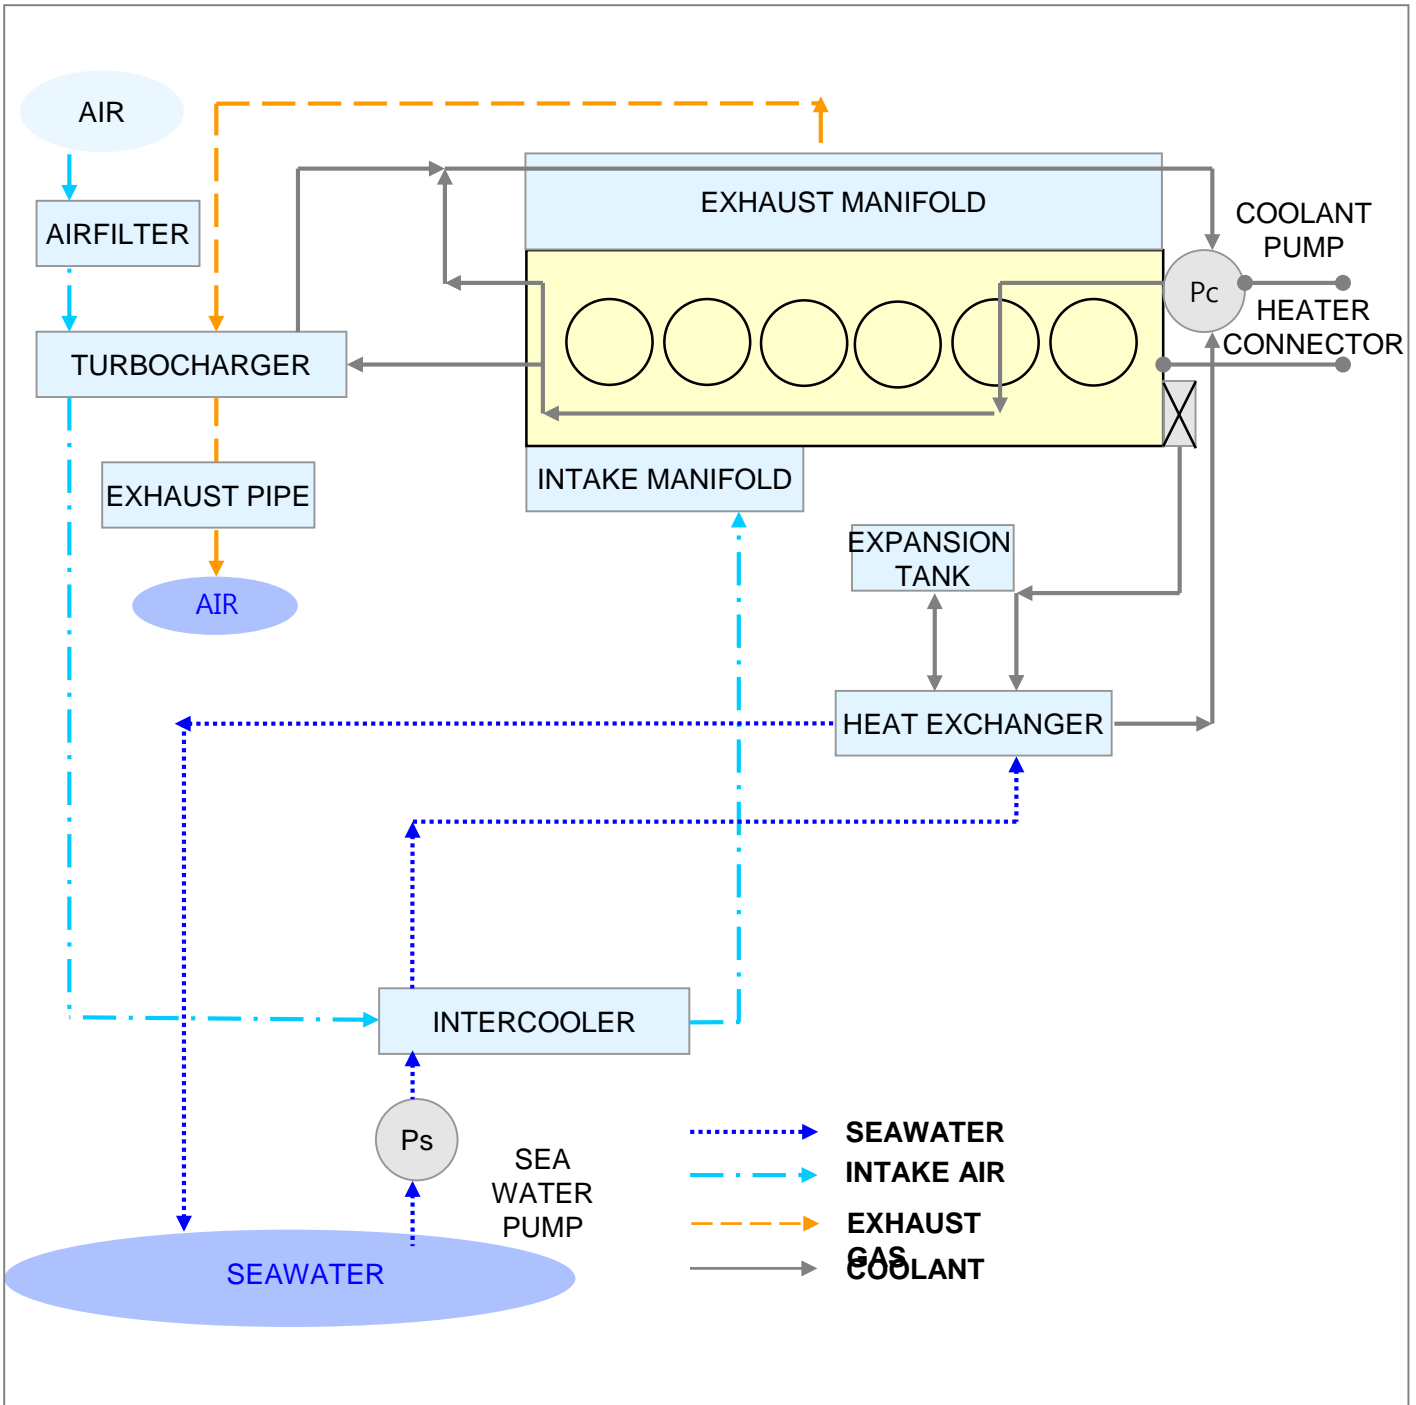 AIR
AIRFILTER
TURBOCHARGER
EXHAUST PIPE
AIR
EXHAUST MANIFOLD
COOLANT
PUMP
Pc
HEATER
CONNECTOR
INTAKE MANIFOLD
EXPANSION
TANK
HEAT EXCHANGER
INTERCOOLER
Ps
SEA
WATER
PUMP
SEAWATER
SEAWATER
INTAKE AIR
EXHAUST
GAS
COOLANT